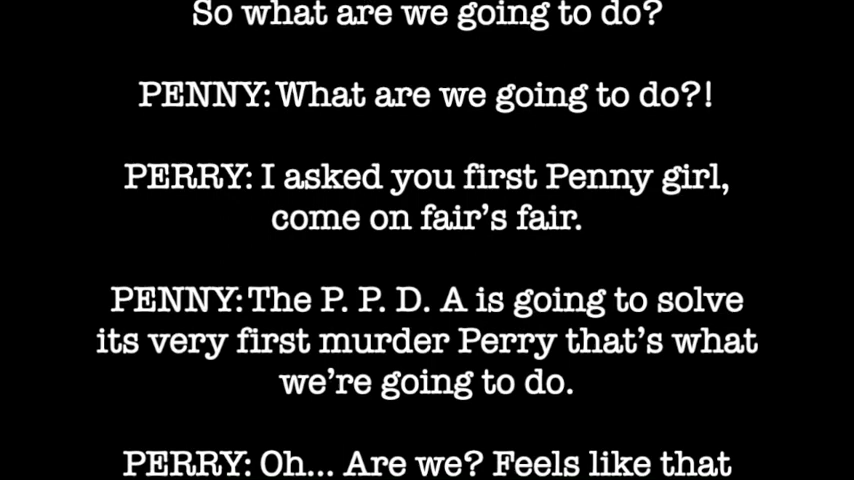 So what are we going to do?
PENNY: What are we going to do?!
PERRY: I asked you first Penny girl,
come on fair's fair.
PENNY: The P. P. D. A is going to solve
its very first murder Perry that's what
we're going to do.
PERRY: Oh... Are we? Feels like that